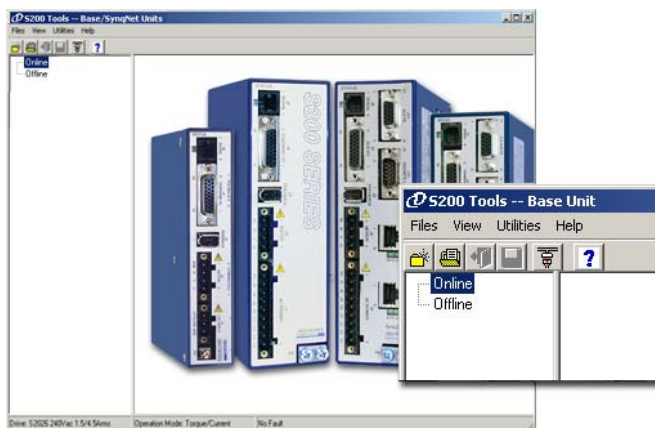 S200 Tools -- Base/SynqNet Units
Files View Utilities Help
Online
Offline
S200 SERIES
S200 Tools -- Base Unit
Files View Utilities Help
?
Online
Offline
Drive: S2026 240Vac 1.5/4.5Arms Operation Mode: Torque/Current No Fault